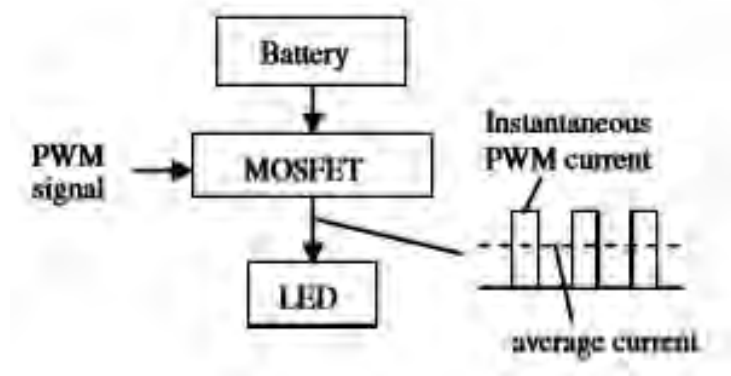 Battery
PWM
signal
MOSFET
Instantaneous
PWM current
LED
average current